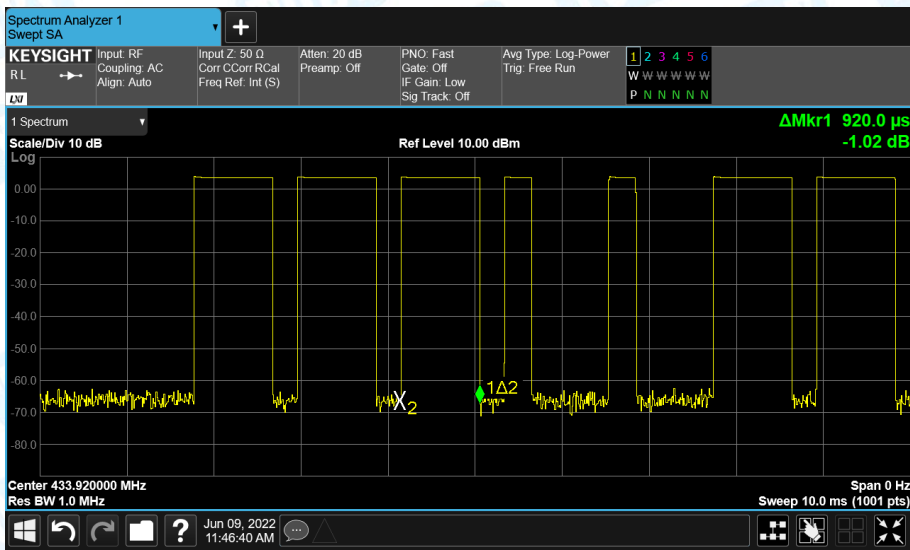 Spectrum Analyzer 1
Swept SA
+
KEYSIGHT Input: RF Input Z: 50 Ω Atten: 20 dB PNO: Fast Avg Type: Log-Power 1 2 3 4 5 6
RL Coupling: AC Corr CCorr RCal Preamp: Off Gate: Off Trig: Free Run W W W W W W
Align: Auto Freq Ref: Int (S) IF Gain: Low
LXI Sig Track: Off P N N N N N
1 Spectrum
ΔMkr1 920.0 µs
Scale/Div 10 dB Ref Level 10.00 dBm -1.02 dB
Log
0.00
-10.0
-20.0
-30.0
-40.0
-50.0
-60.0
1Δ2
X2
-70.0
-80.0
Center 433.920000 MHz Span 0 Hz
Res BW 1.0 MHz Sweep 10.0 ms (1001 pts)
? Jun 09, 2022
11:46:40 AM